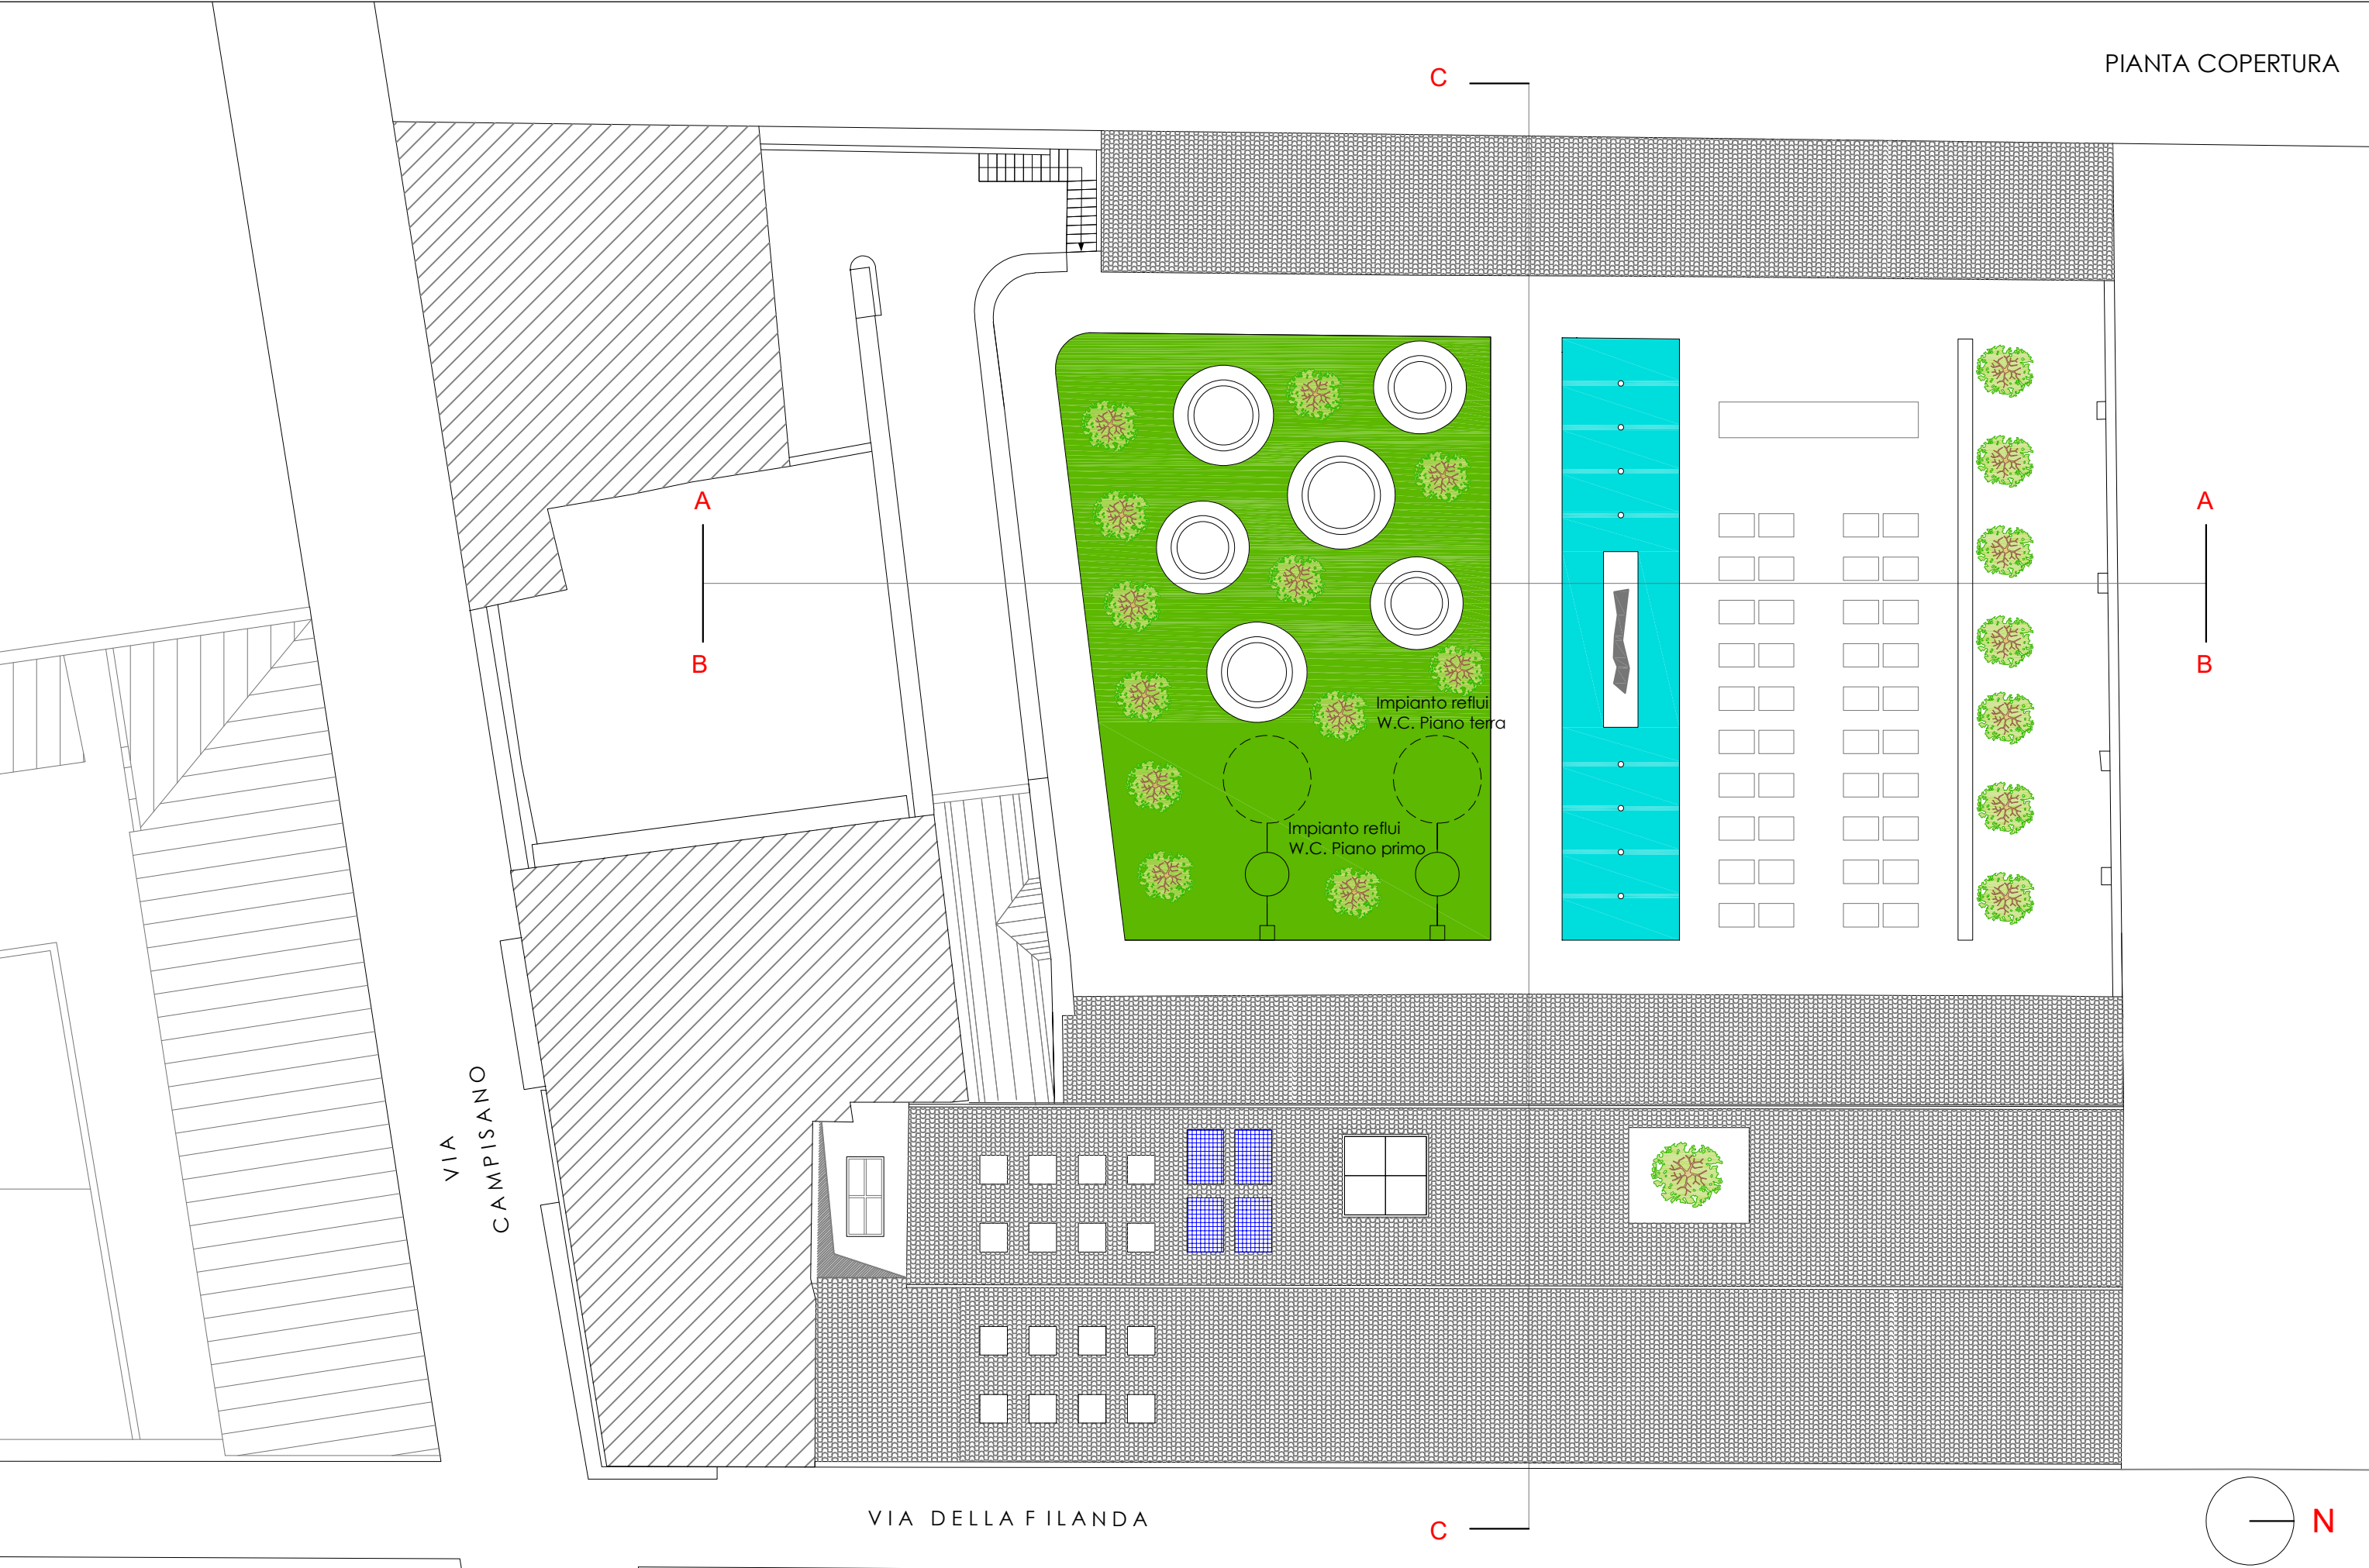 PIANTA COPERTURA
C
A
A
B
B
Impianto reflui
W.C. Piano terra
Impianto reflui
W.C. Piano primo
VIA
CAMPISANO
VIA DELLA FILANDA
C
N